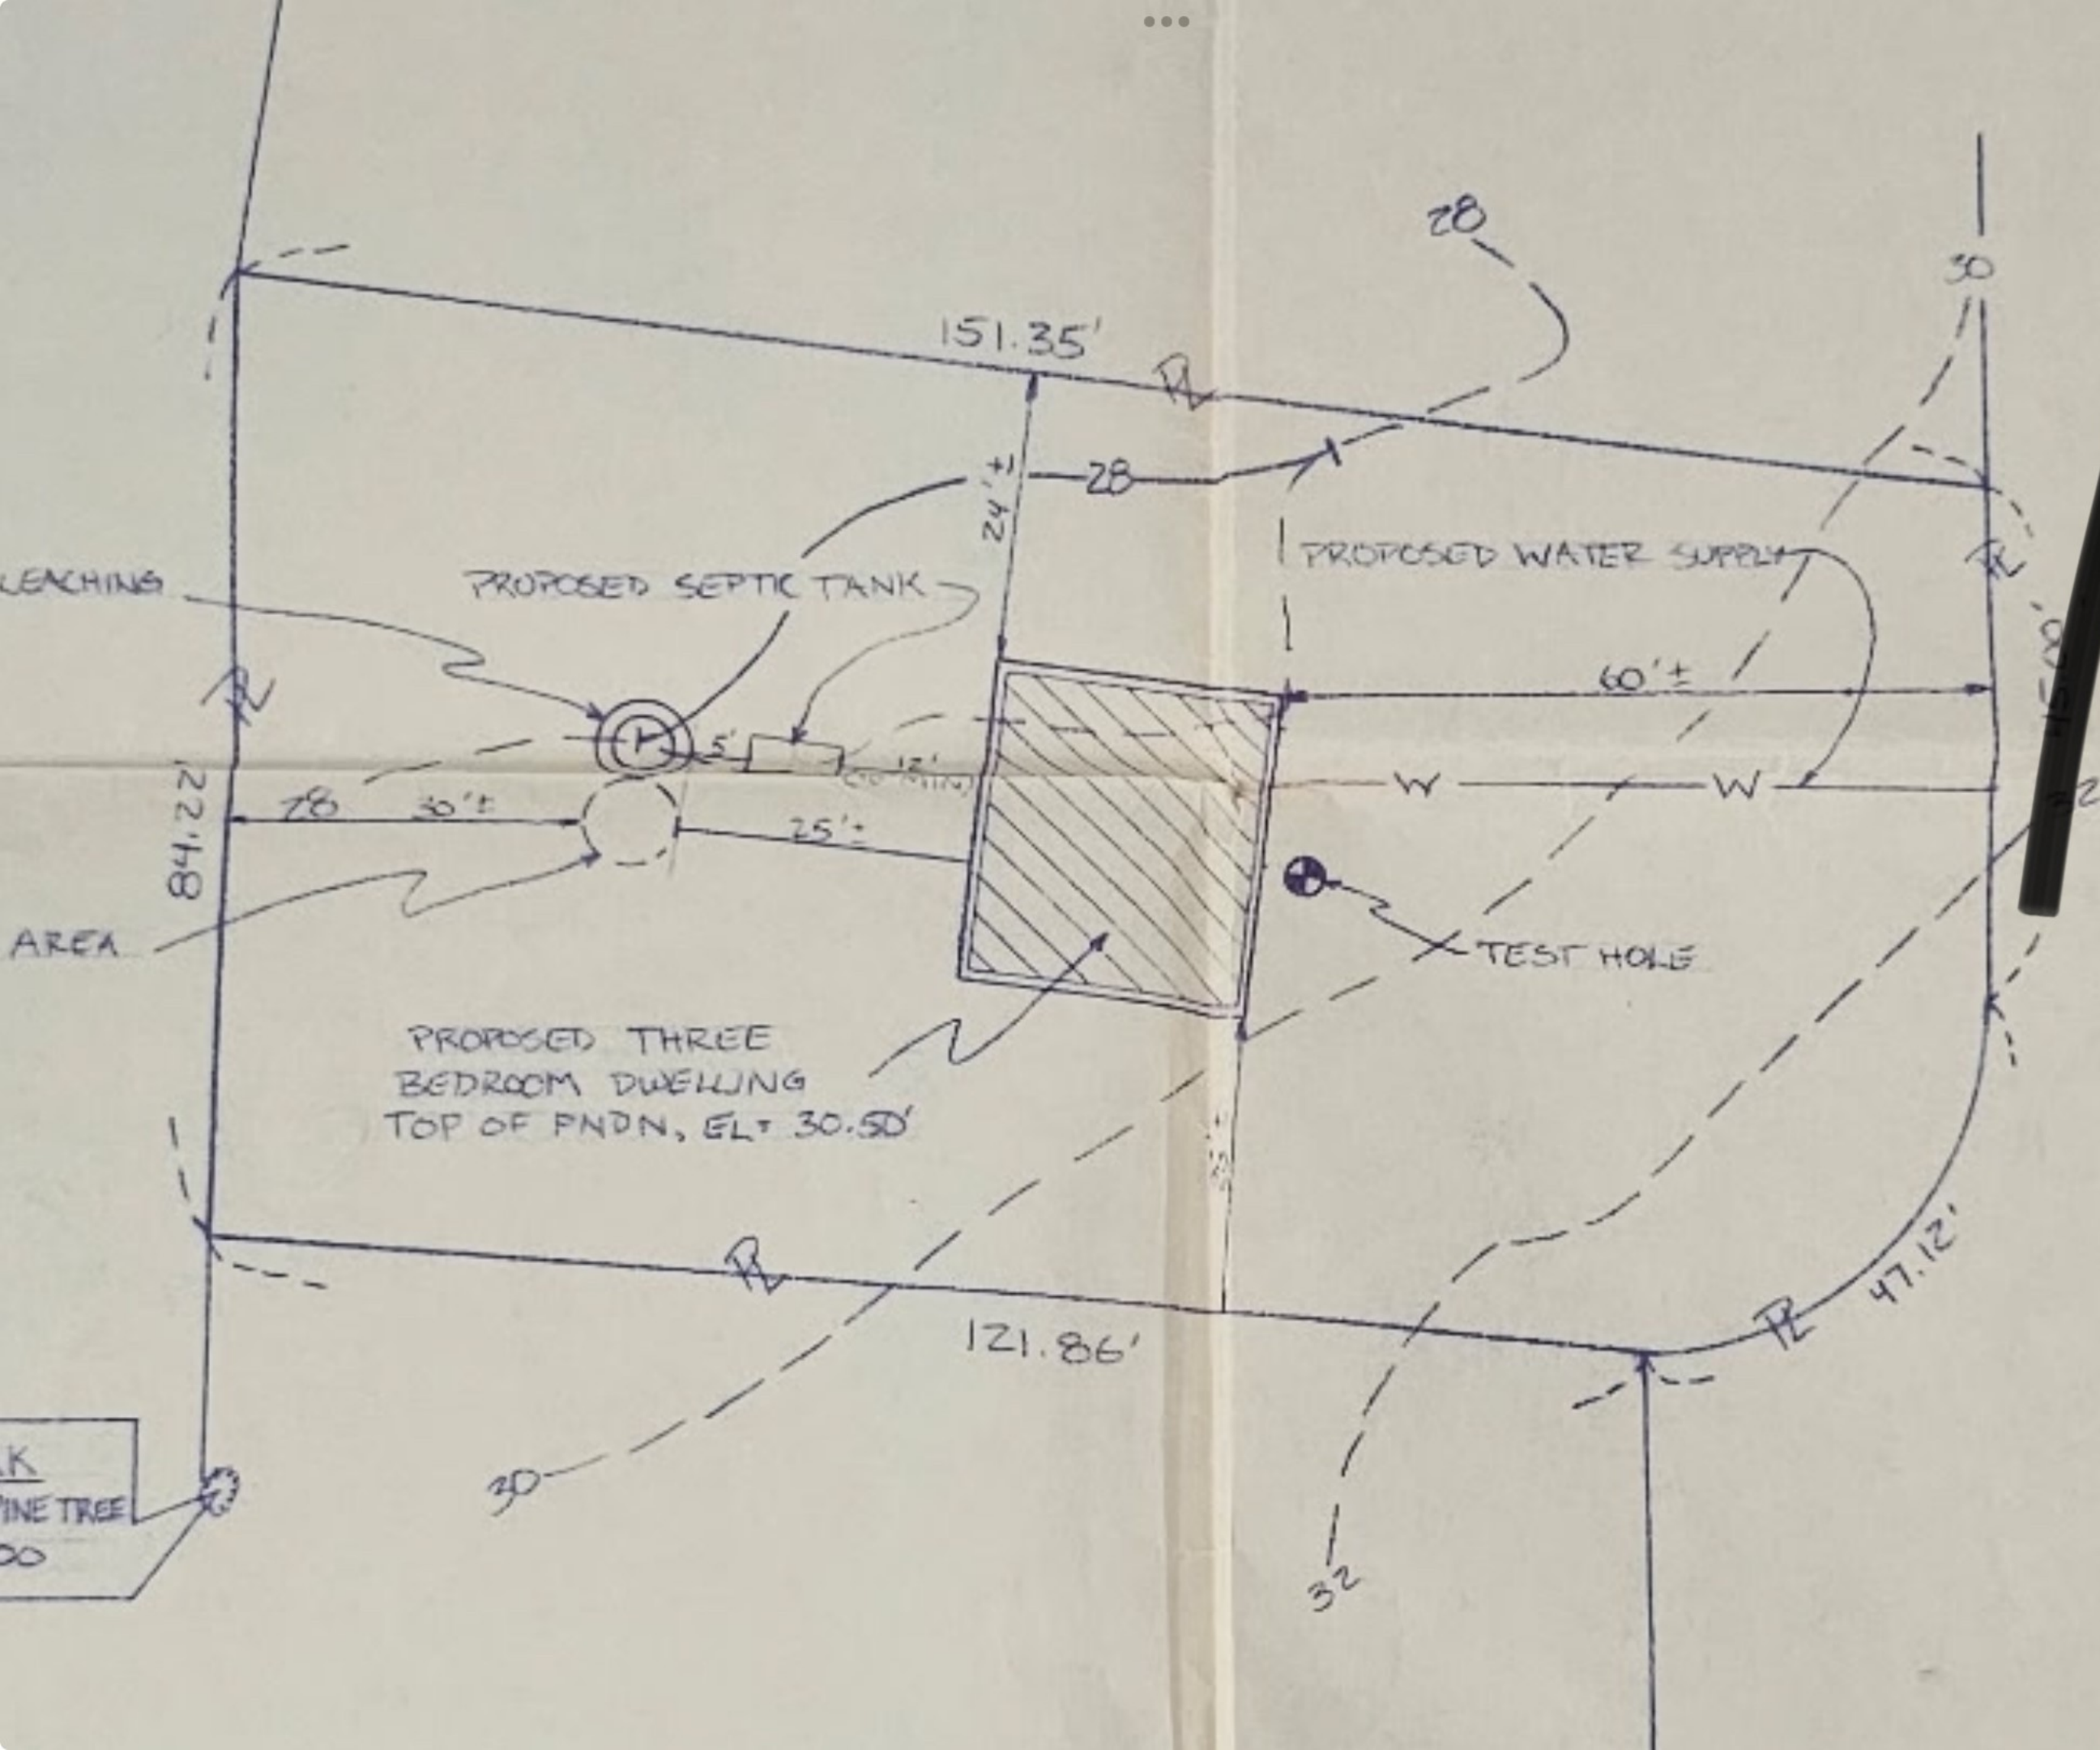 28
30
151.35'
PL
28
24'±
PROPOSED WATER SUPPLY
PL
LEACHING
PROPOSED SEPTIC TANK
60'±
PL
P
5'
12'
W
W
84.22'
28
30'±
25'±
AREA
TEST HOLE
PROPOSED THREE
BEDROOM DWELLING
TOP OF FNDN, EL= 30.50'
PL
47.12'
PL
121.86'
30
PINE TREE
32